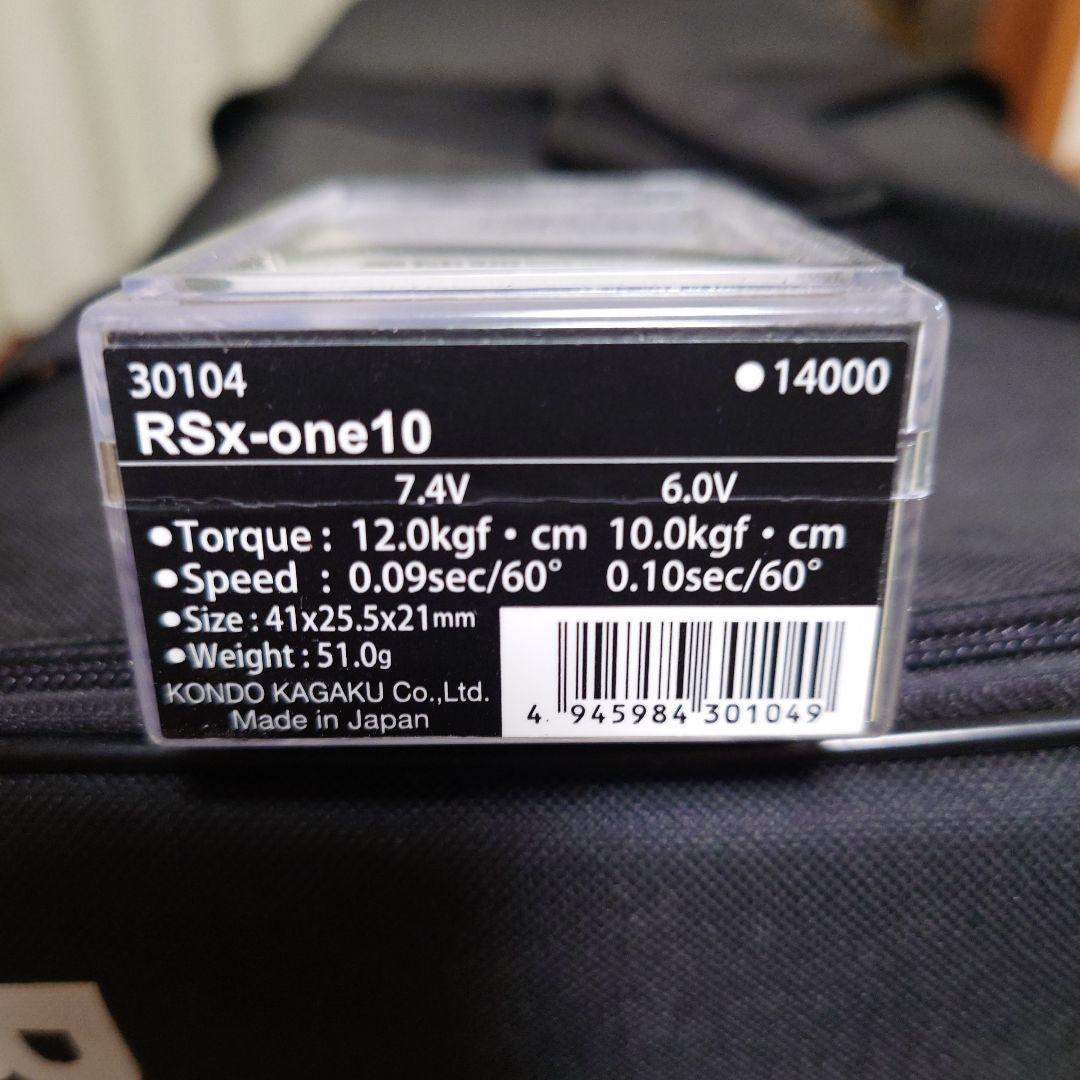 30104 ●14000
RSx-one10
7.4V 6.0V
●Torque : 12.0kgf・cm 10.0kgf・cm
●Speed : 0.09sec/60° 0.10sec/60°
●Size : 41x25.5x21mm
●Weight : 51.0g
KONDO KAGAKU Co.,Ltd.
Made in Japan
4 945984 301049